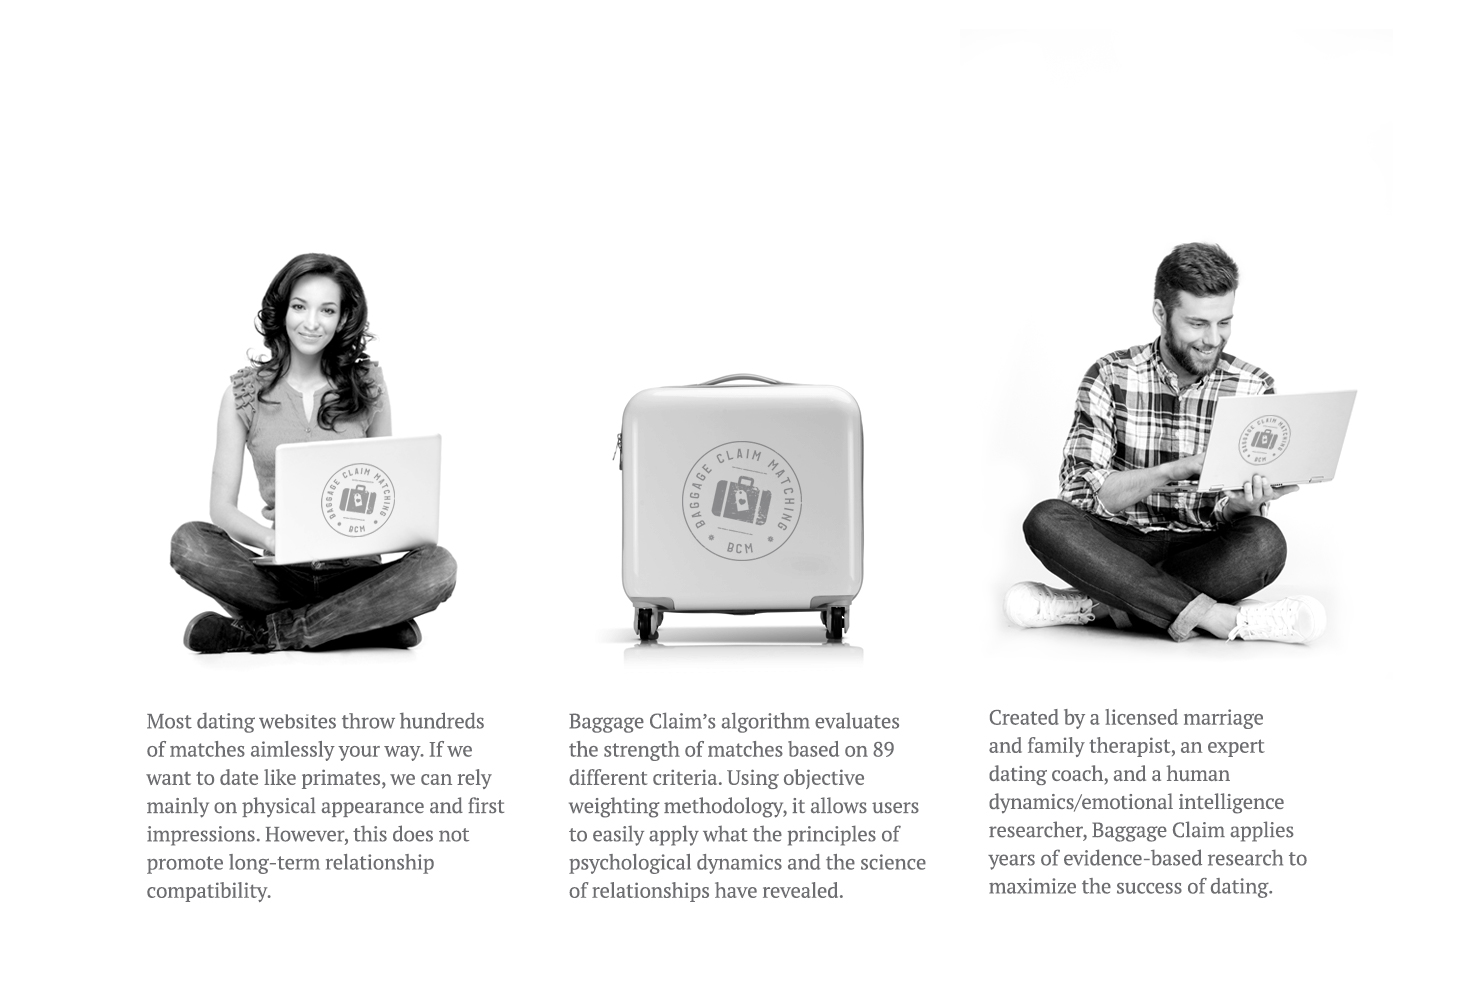 BAGGAGE CLAIM MATCHING
BCM
BAGGAGE CLAIM MATCHING
BCM
BAGGAGE CLAIM MATCHING
BCM
Most dating websites throw hundreds
of matches aimlessly your way. If we
want to date like primates, we can rely
mainly on physical appearance and first
impressions. However, this does not
promote long-term relationship
compatibility.
Baggage Claim’s algorithm evaluates
the strength of matches based on 89
different criteria. Using objective
weighting methodology, it allows users
to easily apply what the principles of
psychological dynamics and the science
of relationships have revealed.
Created by a licensed marriage
and family therapist, an expert
dating coach, and a human
dynamics/emotional intelligence
researcher, Baggage Claim applies
years of evidence-based research to
maximize the success of dating.